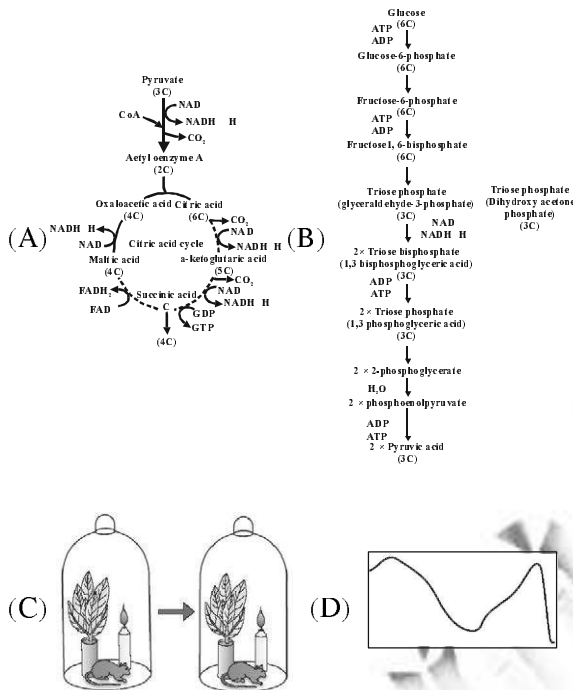 Pyruvate
(3C)
NAD
CoA
NADH H
CO2
Aetyloenzyme A
(2C)
Oxaloacetic acid
(4C)
Citric acid
(6C)
CO2
NADH H
NAD
NAD
NADH H
(A)
Citric acid cycle
Maltic acid
(4C)
a-ketoglutaric acid
(5C)
CO2
FADH2
FAD
Succinic acid
C
NAD
NADH H
GDP
GTP
(4C)
(B)
Glucose
(6C)
ATP
ADP
Glucose-6-phosphate
(6C)
Fructose-6-phosphate
(6C)
ATP
ADP
Fructose1, 6-bisphosphate
(6C)
Triose phosphate
(glyceraldehyde-3-phosphate)
(3C)
Triose phosphate
(Dihydroxy acetone
phosphate)
(3C)
NAD
NADH H
2× Triose bisphosphate
(1,3 bisphosphoglyceric acid)
(3C)
ADP
ATP
2 × Triose phosphate
(1,3 phosphoglyceric acid)
(3C)
2 × 2-phosphoglycerate
H2O
2 × phosphoenolpyruvate
ADP
ATP
2 × Pyruvic acid
(3C)
(C)
(D)